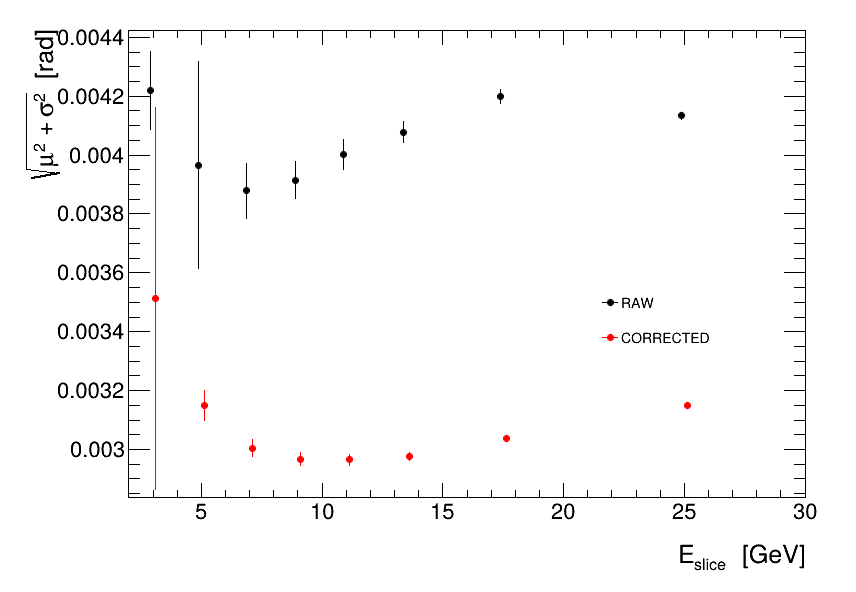 √μ² + σ² [rad]
0.0044
0.0042
0.004
0.0038
0.0036
0.0034
0.0032
0.003
RAW
CORRECTED
5 10 15 20 25 30
E_slice [GeV]